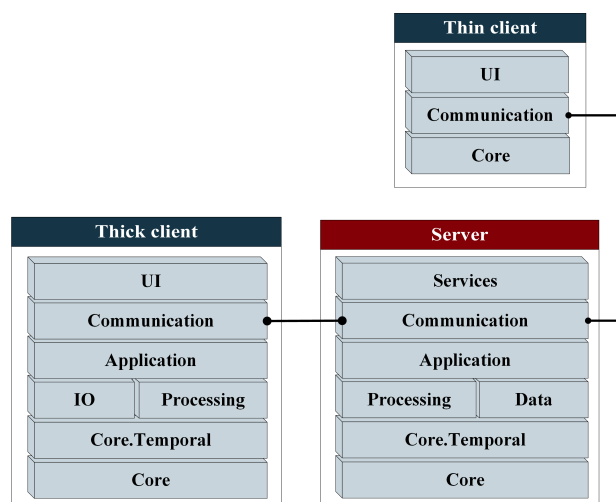 Thin client
UI
Communication
Core
Thick client
UI
Communication
Application
IO Processing
Core.Temporal
Core
Server
Services
Communication
Application
Processing Data
Core.Temporal
Core